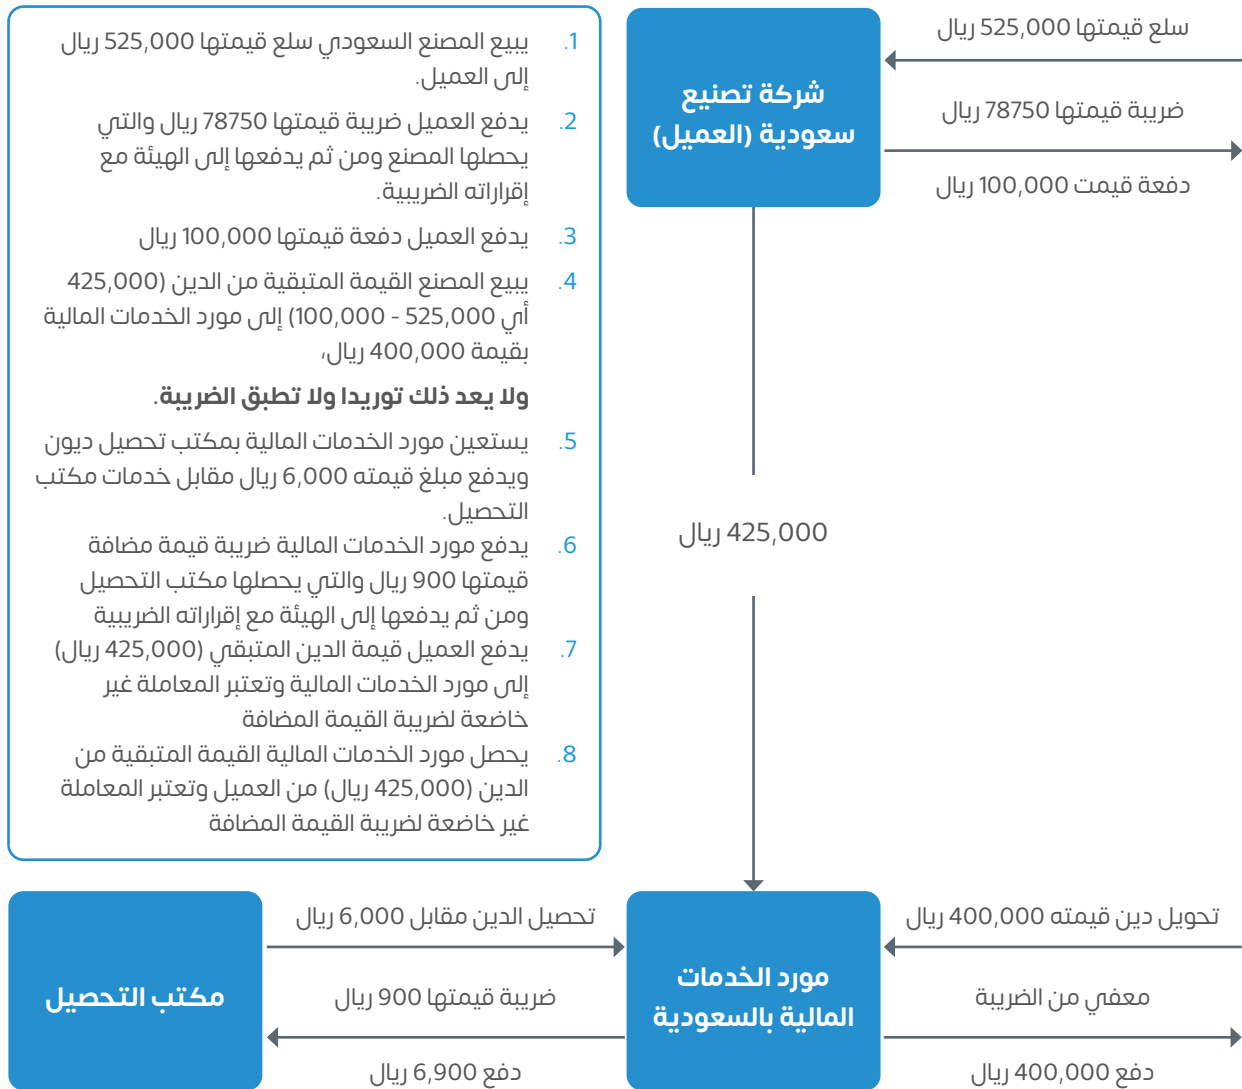 1. يبيع المصنع السعودي سلع قيمتها 525,000 ريال
إلى العميل.
2. يدفع العميل ضريبة قيمتها 78750 ريال والتي
يحصلها المصنع ومن ثم يدفعها إلى الهيئة مع
إقراراته الضريبية.
3. يدفع العميل دفعة قيمتها 100,000 ريال
4. يبيع المصنع القيمة المتبقية من الدين (425,000
أي 525,000 - 100,000) إلى مورد الخدمات المالية
بقيمة 400,000 ريال،
ولا يعد ذلك توريدا ولا تطبق الضريبة.
5. يستعين مورد الخدمات المالية بمكتب تحصيل ديون
ويدفع مبلغ قيمته 6,000 ريال مقابل خدمات مكتب
التحصيل.
6. يدفع مورد الخدمات المالية ضريبة قيمة مضافة
قيمتها 900 ريال والتي يحصلها مكتب التحصيل
ومن ثم يدفعها إلى الهيئة مع إقراراته الضريبية
7. يدفع العميل قيمة الدين المتبقي (425,000 ريال)
إلى مورد الخدمات المالية وتعتبر المعاملة غير
خاضعة لضريبة القيمة المضافة
8. يحصل مورد الخدمات المالية القيمة المتبقية من
الدين (425,000 ريال) من العميل وتعتبر المعاملة
غير خاضعة لضريبة القيمة المضافة
سلع قيمتها 525,000 ريال
ضريبة قيمتها 78750 ريال
دفعة قيمت 100,000 ريال
شركة تصنيع
سعودية (العميل)
425,000 ريال
تحويل دين قيمته 400,000 ريال
معفي من الضريبة
دفع 400,000 ريال
مورد الخدمات
المالية بالسعودية
تحصيل الدين مقابل 6,000 ريال
ضريبة قيمتها 900 ريال
دفع 6,900 ريال
مكتب التحصيل